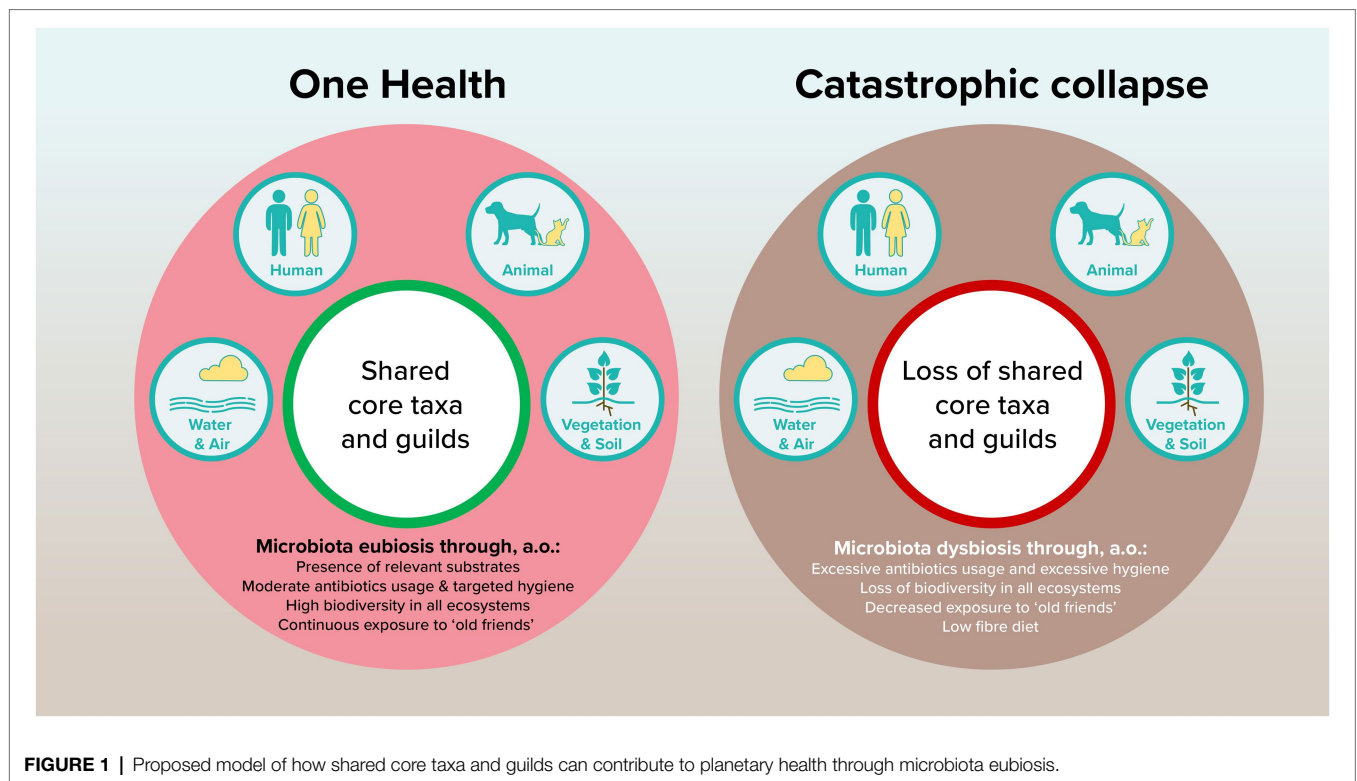 One Health
Human
Animal
Water
& Air
Shared
core taxa
and guilds
Vegetation
& Soil
Microbiota eubiosis through, a.o.:
Presence of relevant substrates
Moderate antibiotics usage & targeted hygiene
High biodiversity in all ecosystems
Continuous exposure to ‘old friends’
Catastrophic collapse
Human
Animal
Water
& Air
Loss of shared
core taxa
and guilds
Vegetation
& Soil
Microbiota dysbiosis through, a.o.:
Excessive antibiotics usage and excessive hygiene
Loss of biodiversity in all ecosystems
Decreased exposure to ‘old friends’
Low fibre diet
FIGURE 1 | Proposed model of how shared core taxa and guilds can contribute to planetary health through microbiota eubiosis.